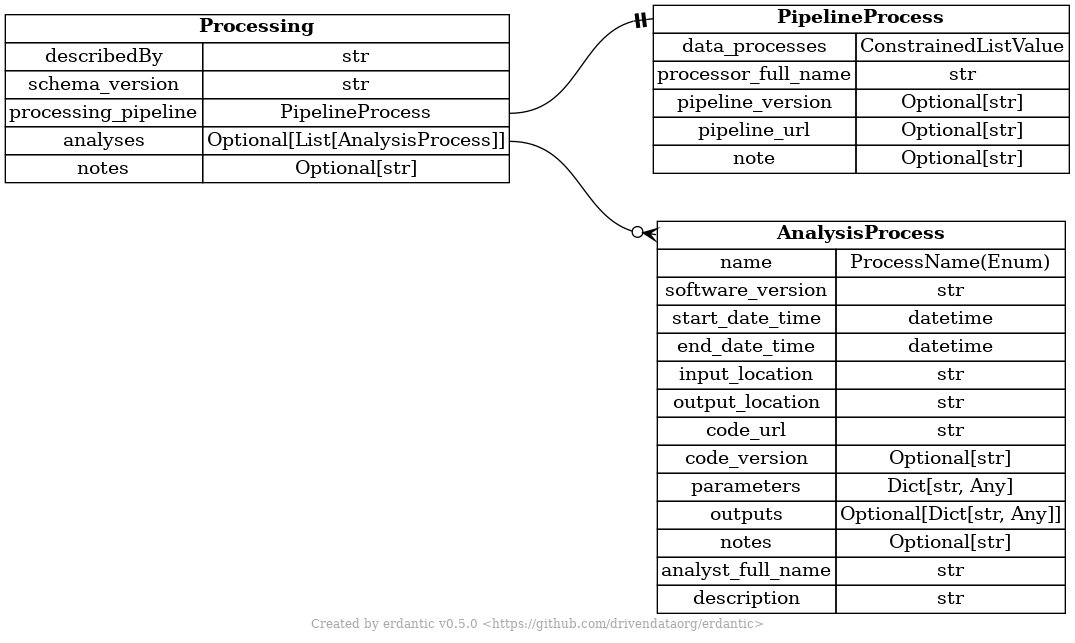 Processing
describedBy str
schema_version str
processing_pipeline PipelineProcess
analyses Optional[List[AnalysisProcess]]
notes Optional[str]
PipelineProcess
data_processes ConstrainedListValue
processor_full_name str
pipeline_version Optional[str]
pipeline_url Optional[str]
note Optional[str]
AnalysisProcess
name ProcessName(Enum)
software_version str
start_date_time datetime
end_date_time datetime
input_location str
output_location str
code_url str
code_version Optional[str]
parameters Dict[str, Any]
outputs Optional[Dict[str, Any]]
notes Optional[str]
analyst_full_name str
description str
Created by erdantic v0.5.0 <https://github.com/drivendataorg/erdantic>